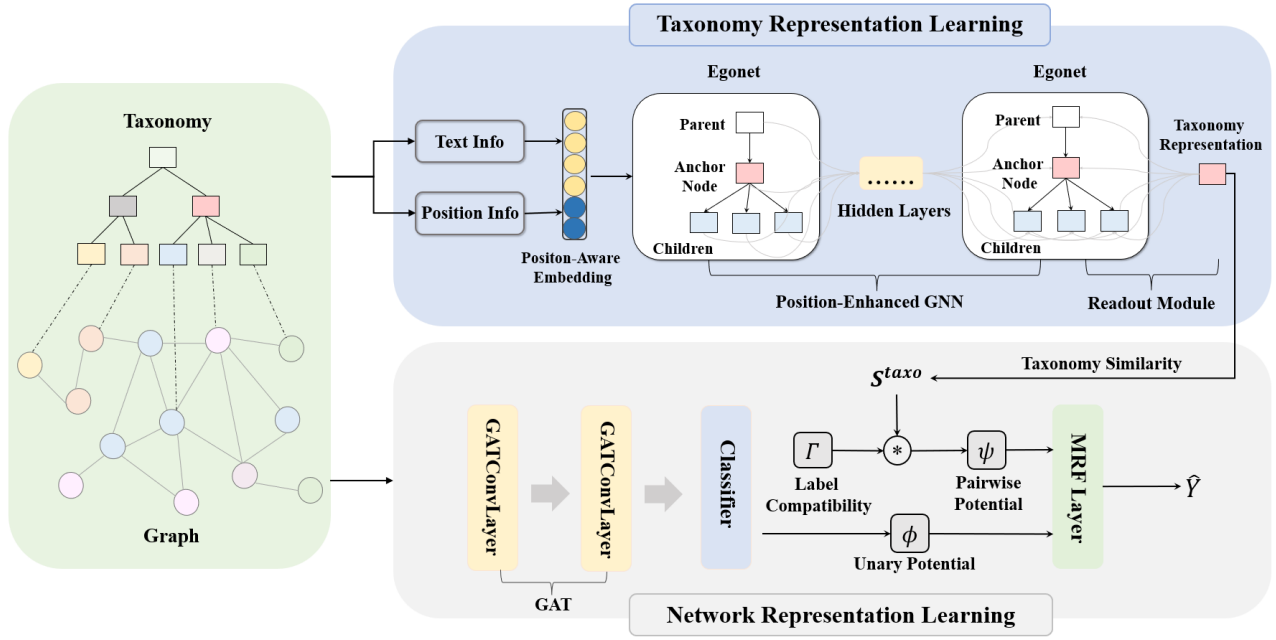 Taxonomy Representation Learning
Taxonomy
Graph
Text Info
Position Info
Positon-Aware
Embedding
Egonet
Parent
Anchor
Node
Children
......
Hidden Layers
Egonet
Parent
Anchor
Node
Children
Taxonomy
Representation
Position-Enhanced GNN
Readout Module
Taxonomy Similarity
S^{taxo}
GATConvLayer
GATConvLayer
GAT
Classifier
Γ
Label
Compatibility
*
ψ
Pairwise
Potential
ϕ
Unary Potential
MRF Layer
Ŷ
Network Representation Learning